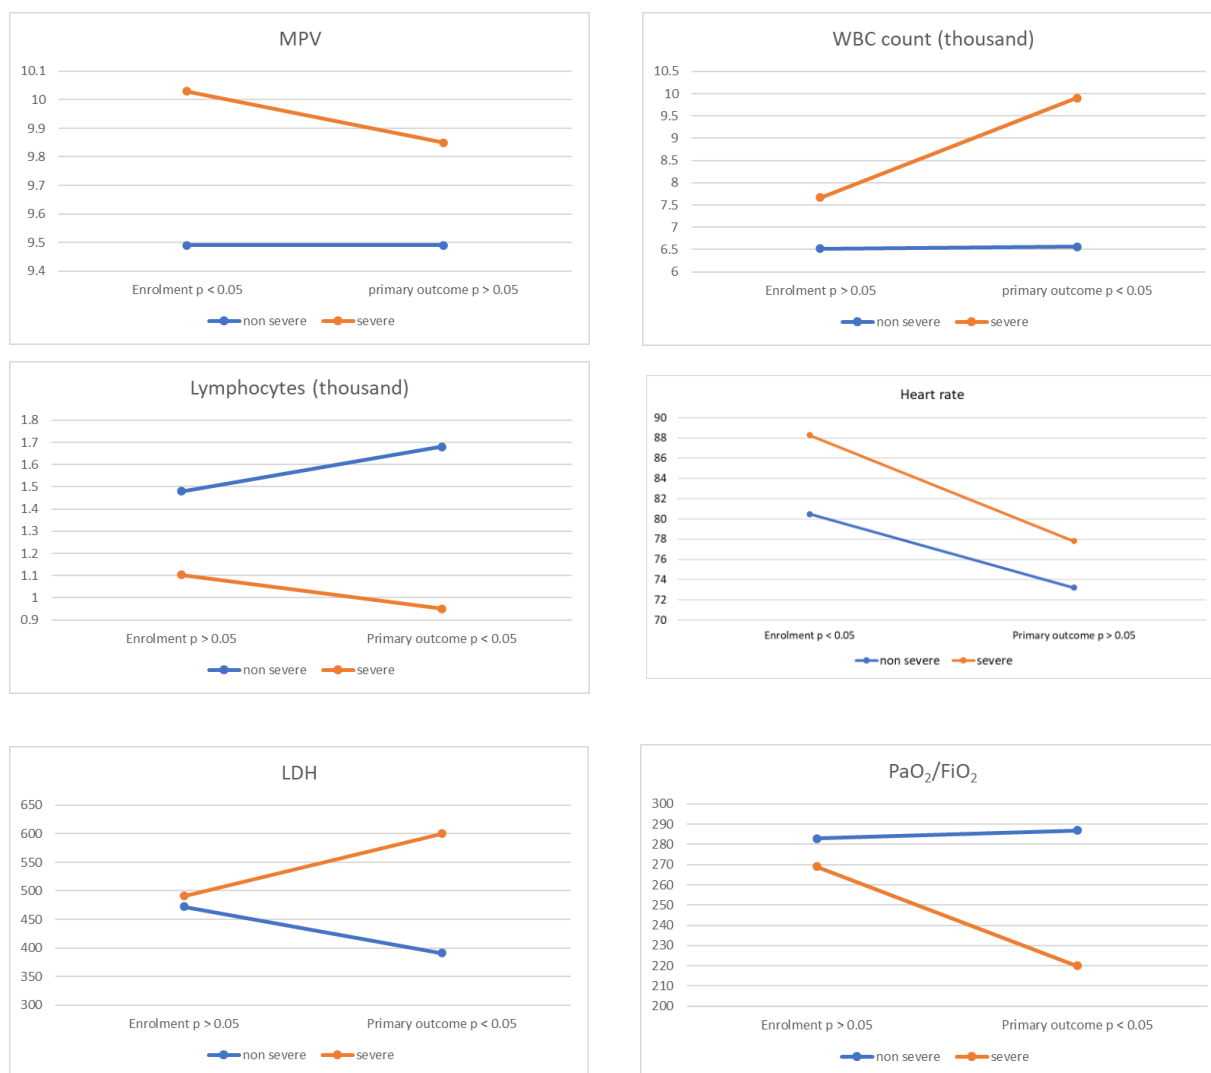 MPV
10.1
10
9.9
9.8
9.7
9.6
9.5
9.4
Enrolment p < 0.05
primary outcome p > 0.05
non severe severe
WBC count (thousand)
10.5
10
9.5
9
8.5
8
7.5
7
6.5
6
Enrolment p > 0.05
primary outcome p < 0.05
non severe severe
Lymphocytes (thousand)
1.8
1.7
1.6
1.5
1.4
1.3
1.2
1.1
1
0.9
Enrolment p > 0.05
Primary outcome p < 0.05
non severe severe
Heart rate
90
88
86
84
82
80
78
76
74
72
70
Enrolment p < 0.05
Primary outcome p > 0.05
non severe severe
LDH
650
600
550
500
450
400
350
300
Enrolment p > 0.05
Primary outcome p < 0.05
non severe severe
PaO₂/FiO₂
300
290
280
270
260
250
240
230
220
210
200
Enrolment p > 0.05
Primary outcome p < 0.05
non severe severe